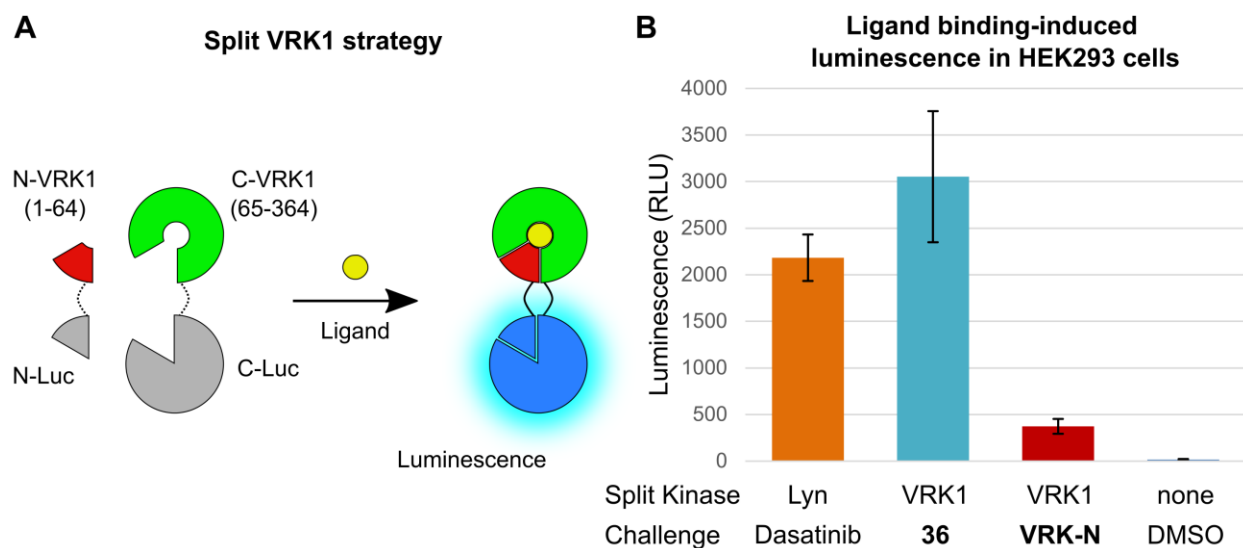 A
Split VRK1 strategy
N-VRK1
(1-64)
C-VRK1
(65-364)
Ligand
N-Luc
C-Luc
Luminescence
B
Ligand binding-induced
luminescence in HEK293 cells
Luminescence (RLU)
4000
3500
3000
2500
2000
1500
1000
500
0
Split Kinase Lyn VRK1 VRK1 none
Challenge Dasatinib 36 VRK-N DMSO